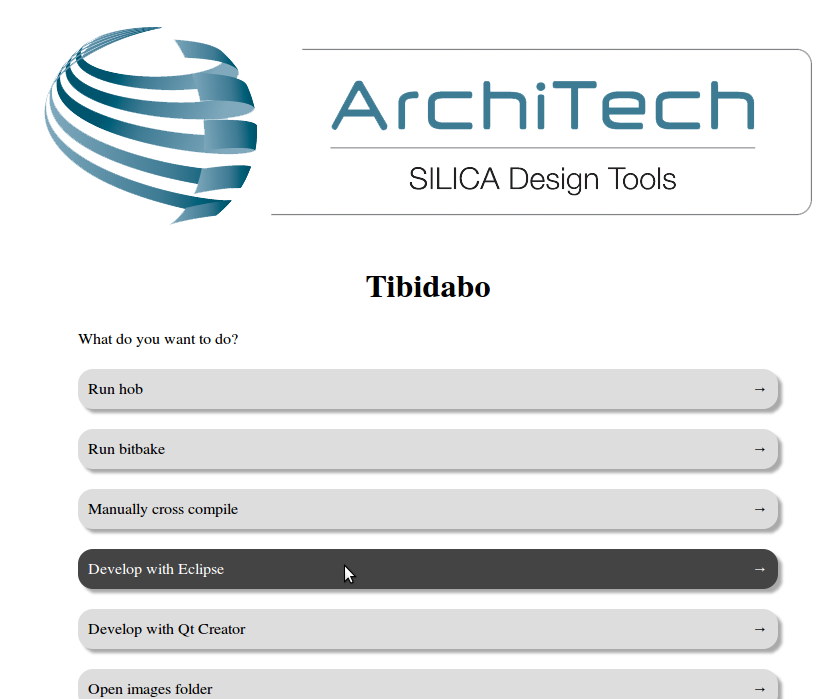 ArchiTech
SILICA Design Tools
Tibidabo
What do you want to do?
Run hob →
Run bitbake →
Manually cross compile →
Develop with Eclipse →
Develop with Qt Creator →
Open images folder →